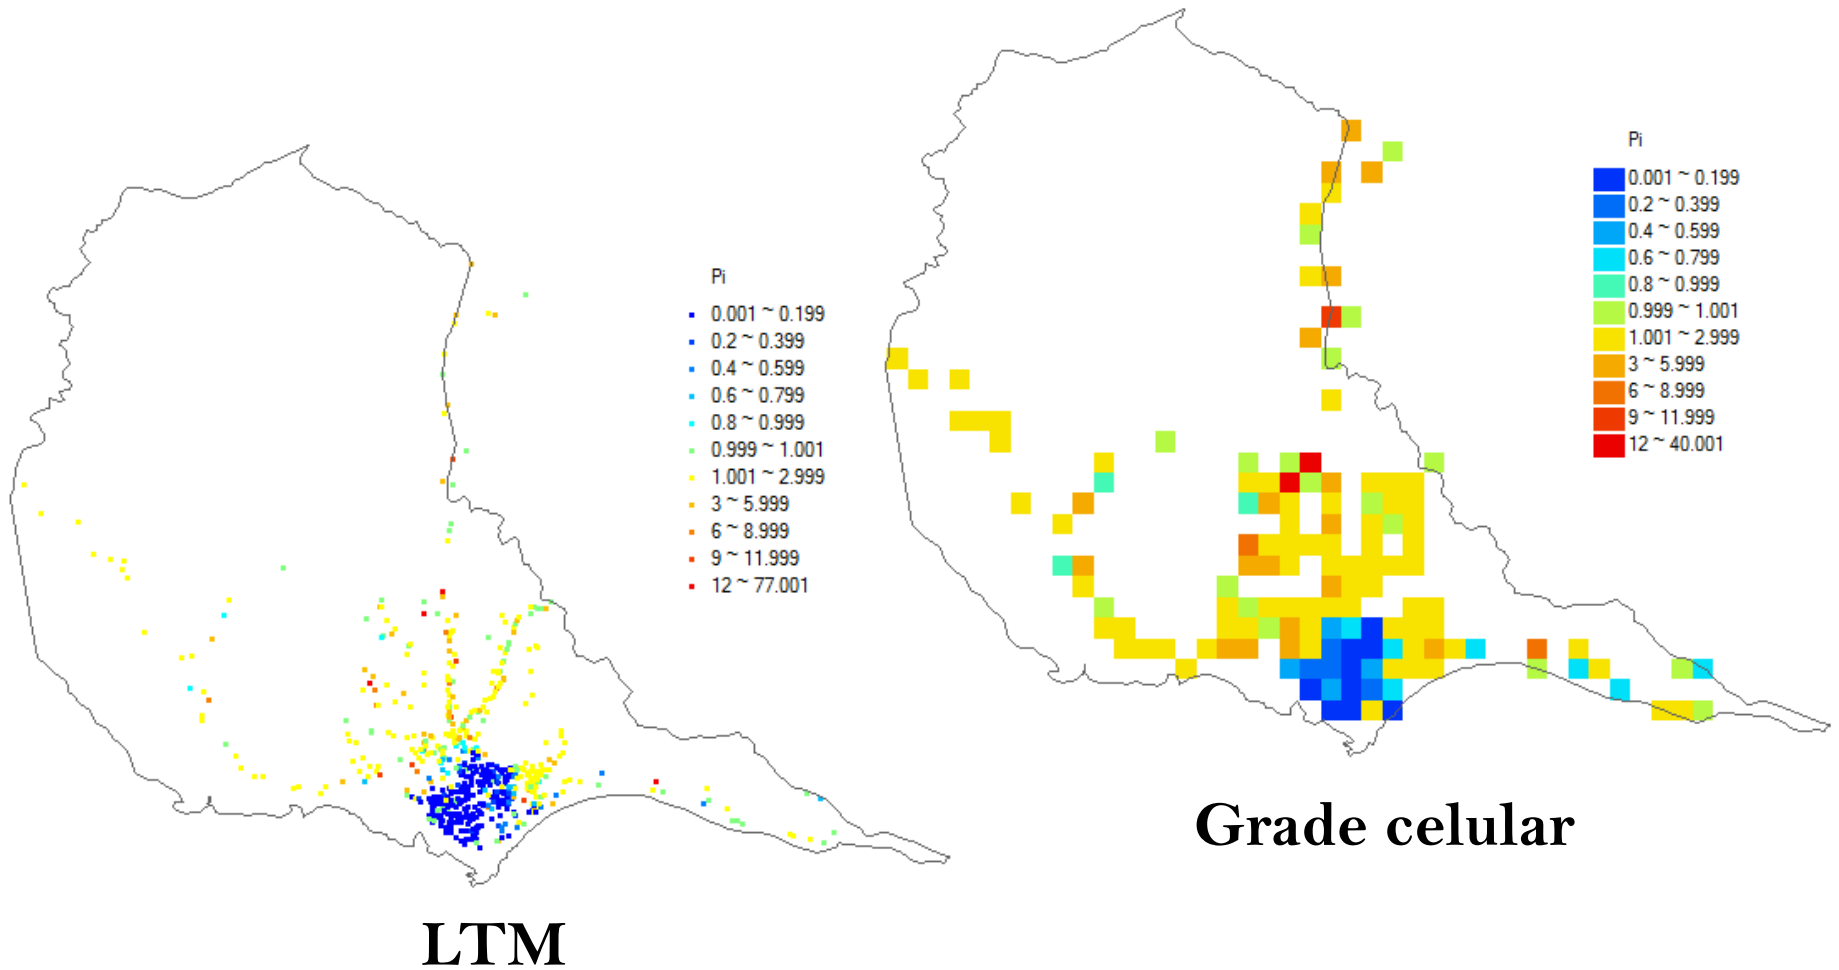 Pi
0.001 ~ 0.199
0.2 ~ 0.399
0.4 ~ 0.599
0.6 ~ 0.799
0.8 ~ 0.999
0.999 ~ 1.001
1.001 ~ 2.999
3 ~ 5.999
6 ~ 8.999
9 ~ 11.999
12 ~ 77.001
LTM
Pi
0.001 ~ 0.199
0.2 ~ 0.399
0.4 ~ 0.599
0.6 ~ 0.799
0.8 ~ 0.999
0.999 ~ 1.001
1.001 ~ 2.999
3 ~ 5.999
6 ~ 8.999
9 ~ 11.999
12 ~ 40.001
Grade celular